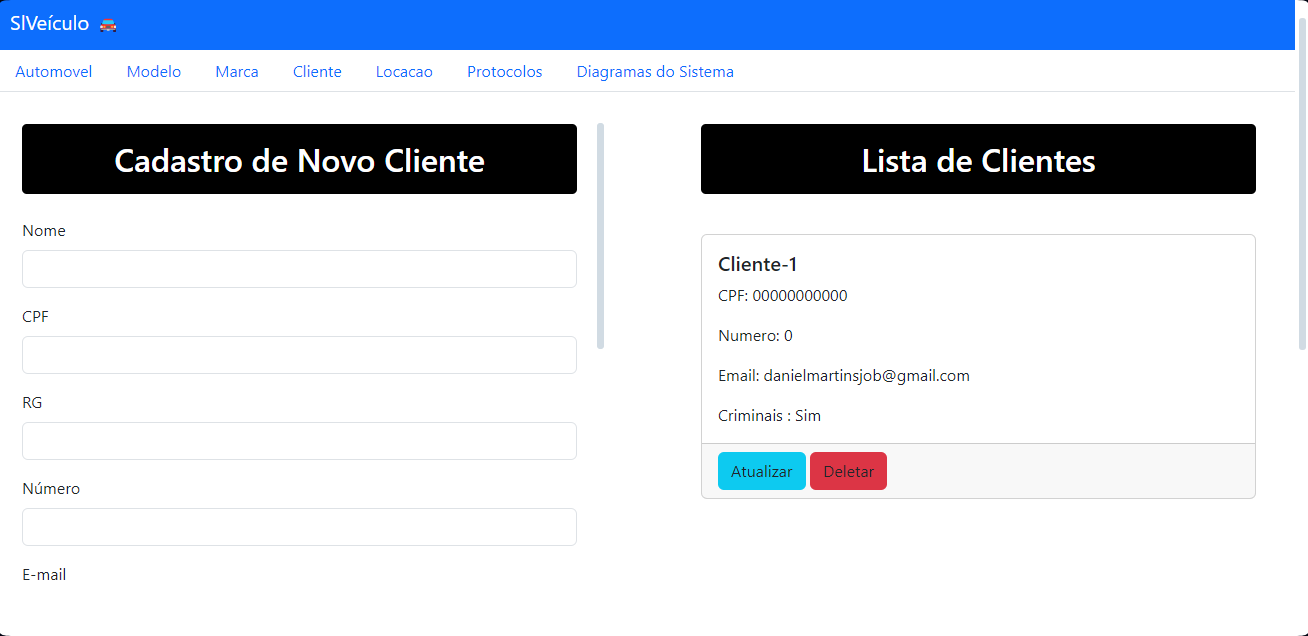 SlVeículo
Automovel Modelo Marca Cliente Locacao Protocolos Diagramas do Sistema
Cadastro de Novo Cliente
Nome
CPF
RG
Número
E-mail
Lista de Clientes
Cliente-1
CPF: 00000000000
Numero: 0
Email: danielmartinsjob@gmail.com
Criminais : Sim
Atualizar Deletar